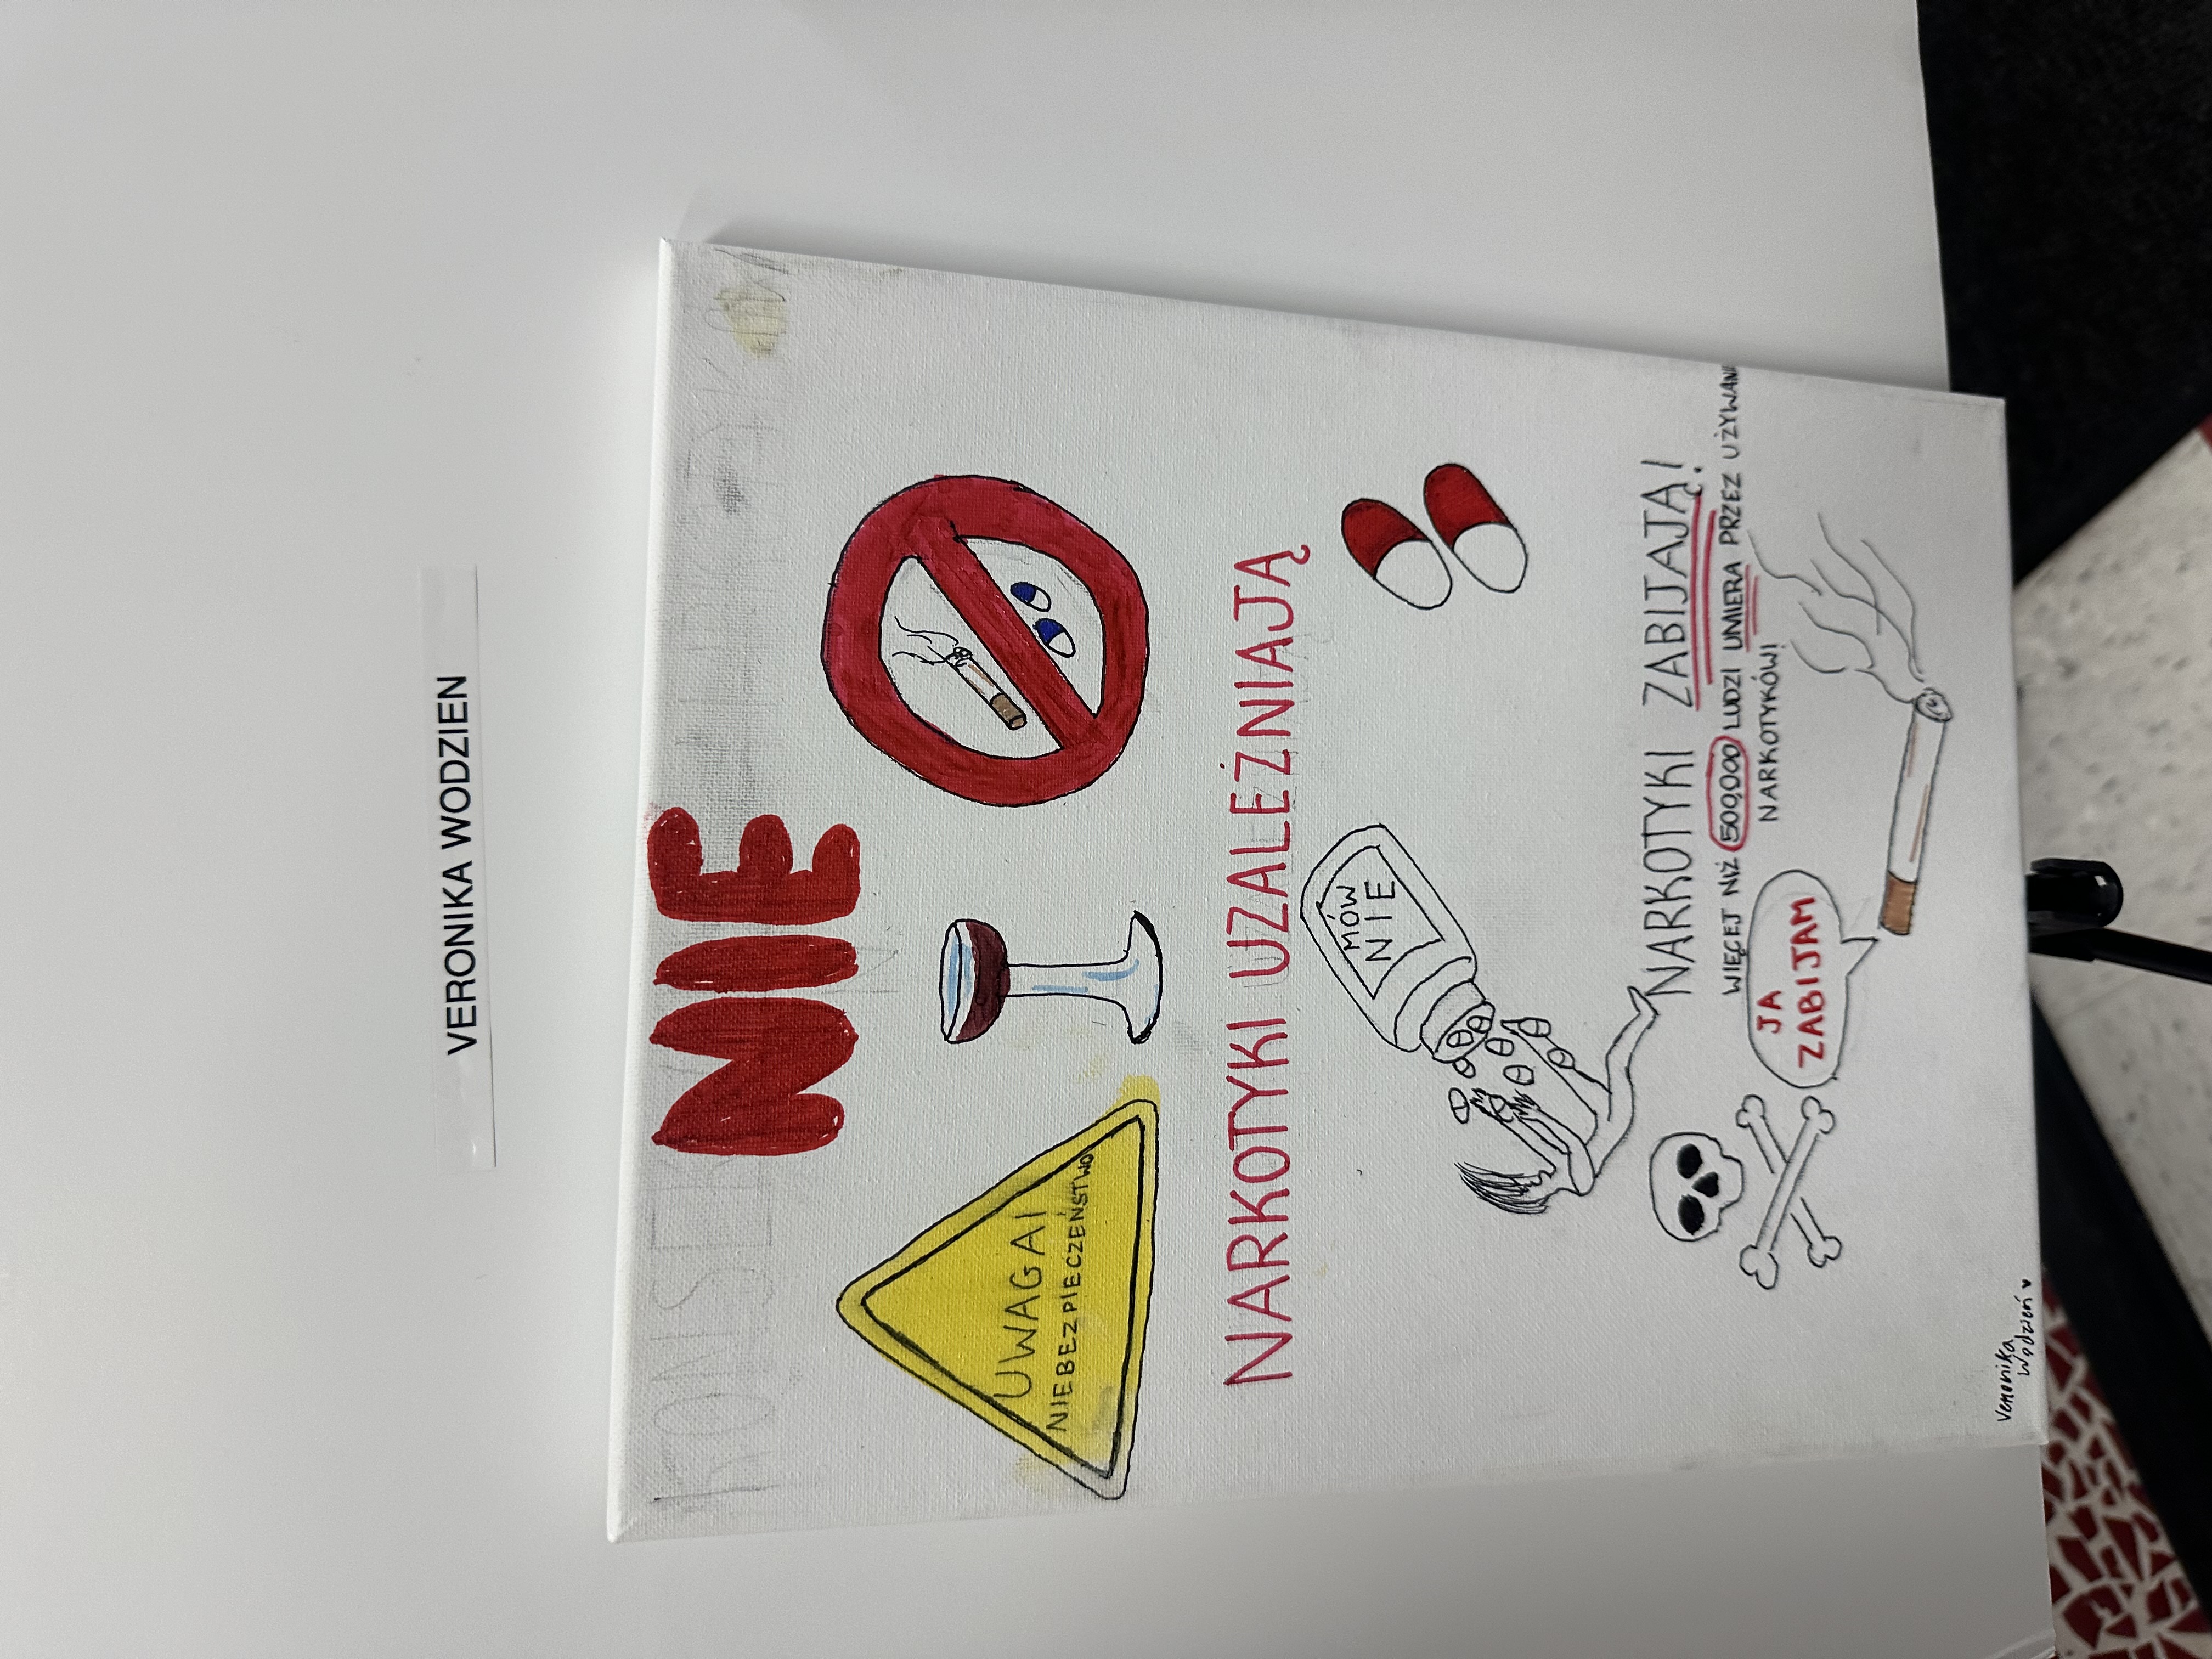 VERONIKA WODZIEN
NIE
UWAGA!
NIEBEZPIECZEŃSTWO
NARKOTYKI UZALEŻNIAJĄ
MÓW
NIE
NARKOTYKI ZABIJAJĄ!
WIĘCEJ NIŻ 500,000 LUDZI UMIERA PRZEZ UŻYWANIE
NARKOTYKÓW!
JA
ZABIJAM
Veronika
Wodzień